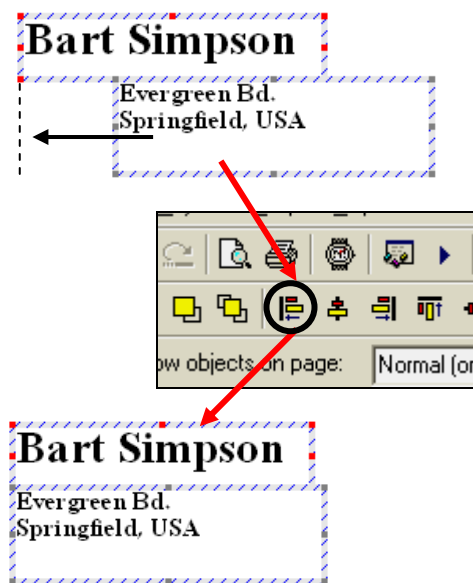 Bart Simpson
Evergreen Bd.
Springfield, USA
ow objects on page:
Normal (or
Bart Simpson
Evergreen Bd.
Springfield, USA